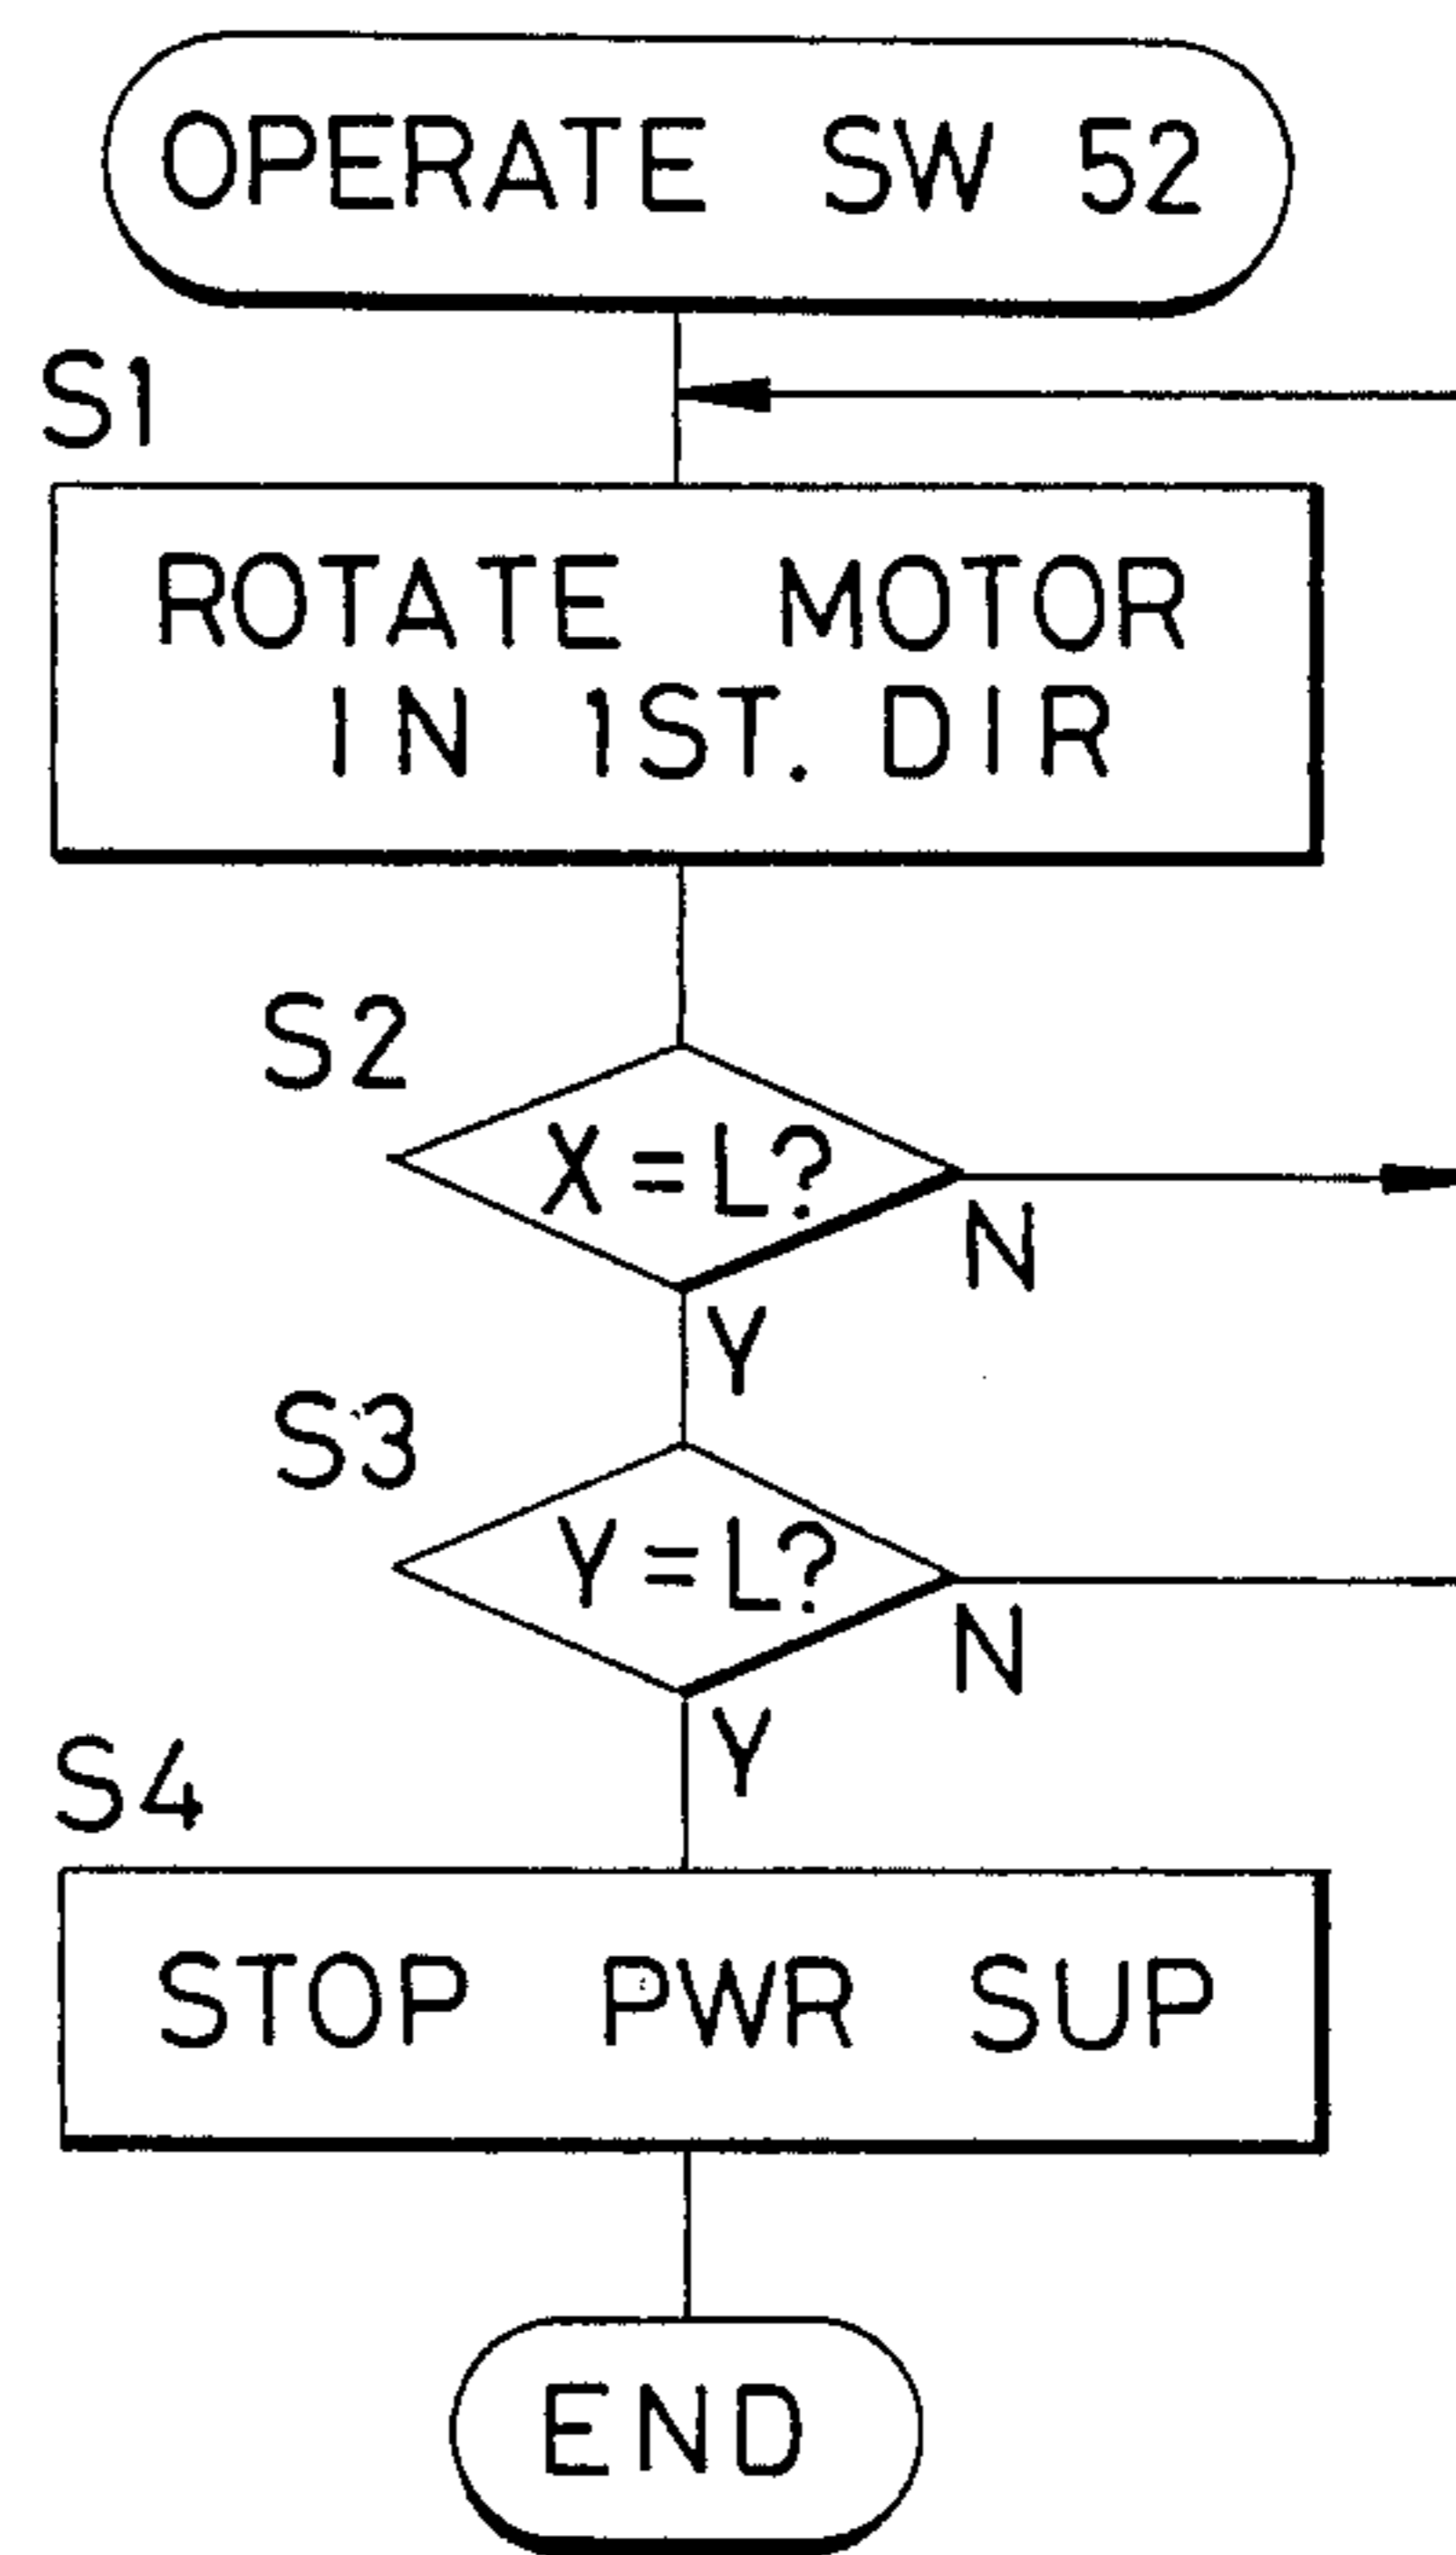 OPERATE SW 52
S1
ROTATE MOTOR
IN 1ST. DIR
S2
X=L?
N
Y
S3
Y=L?
N
Y
S4
STOP PWR SUP
END